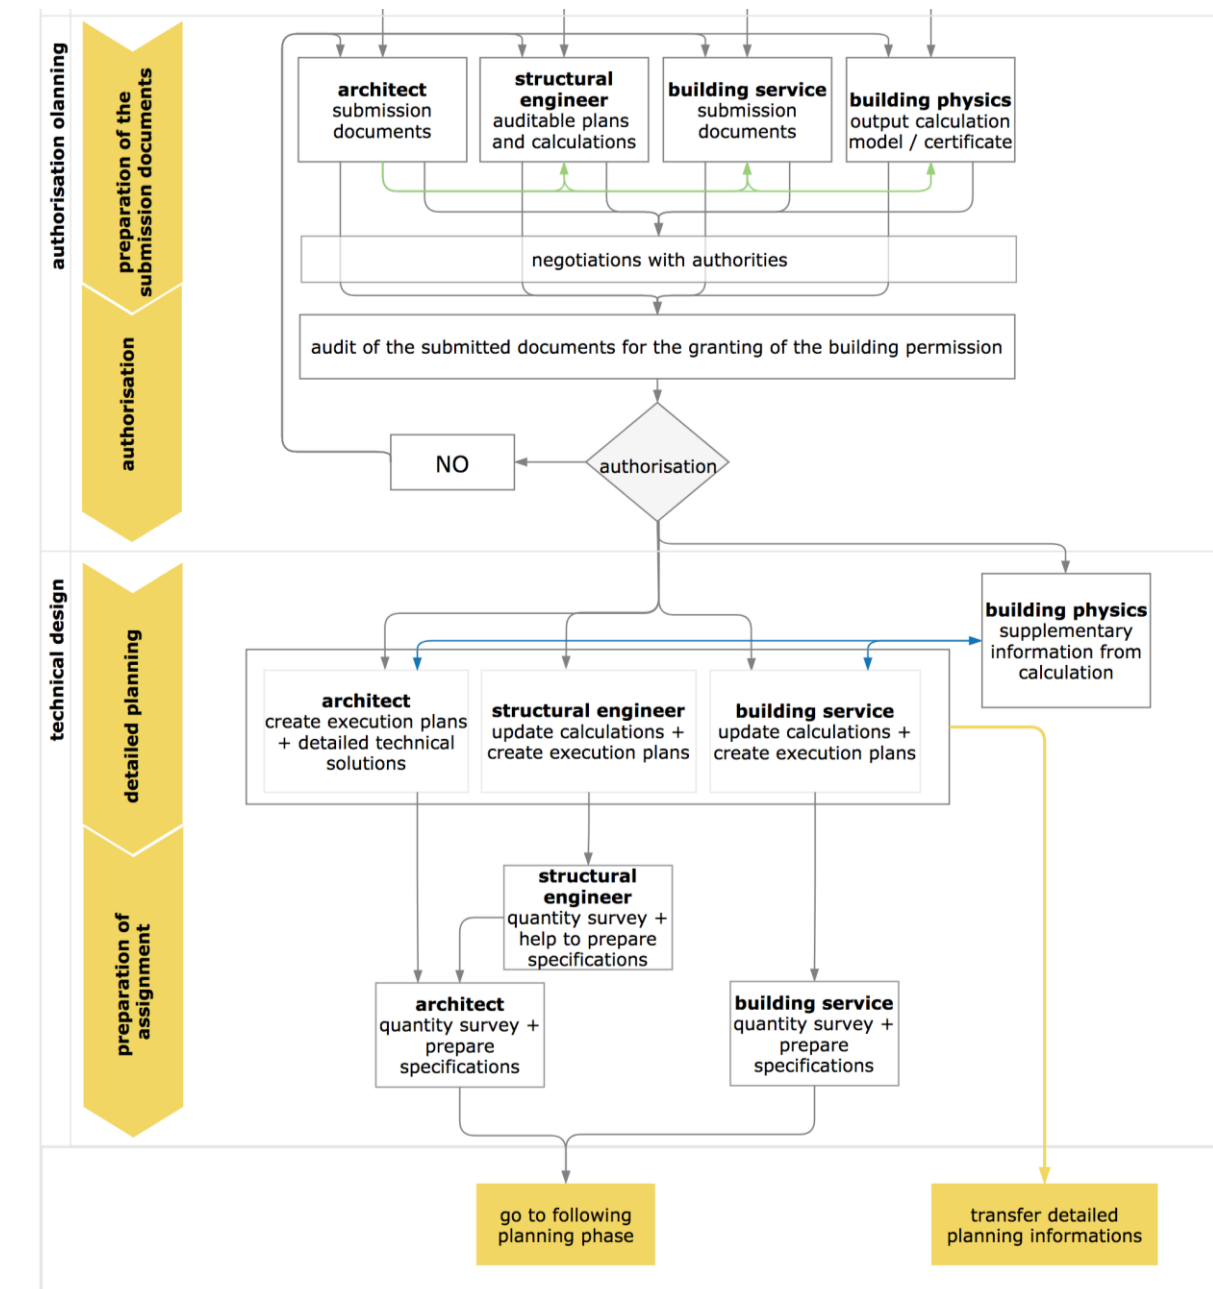 authorisation olanning
preparation of the
submission documents
architect
submission
documents
structural
engineer
auditable plans
and calculations
building service
submission
documents
building physics
output calculation
model / certificate
negotiations with authorities
authorisation
audit of the submitted documents for the granting of the building permission
NO
authorisation
technical design
detailed planning
building physics
supplementary
information from
calculation
architect
create execution plans
+ detailed technical
solutions
structural engineer
update calculations +
create execution plans
building service
update calculations +
create execution plans
preparation of
assignment
structural
engineer
quantity survey +
help to prepare
specifications
architect
quantity survey +
prepare
specifications
building service
quantity survey +
prepare
specifications
go to following
planning phase
transfer detailed
planning informations